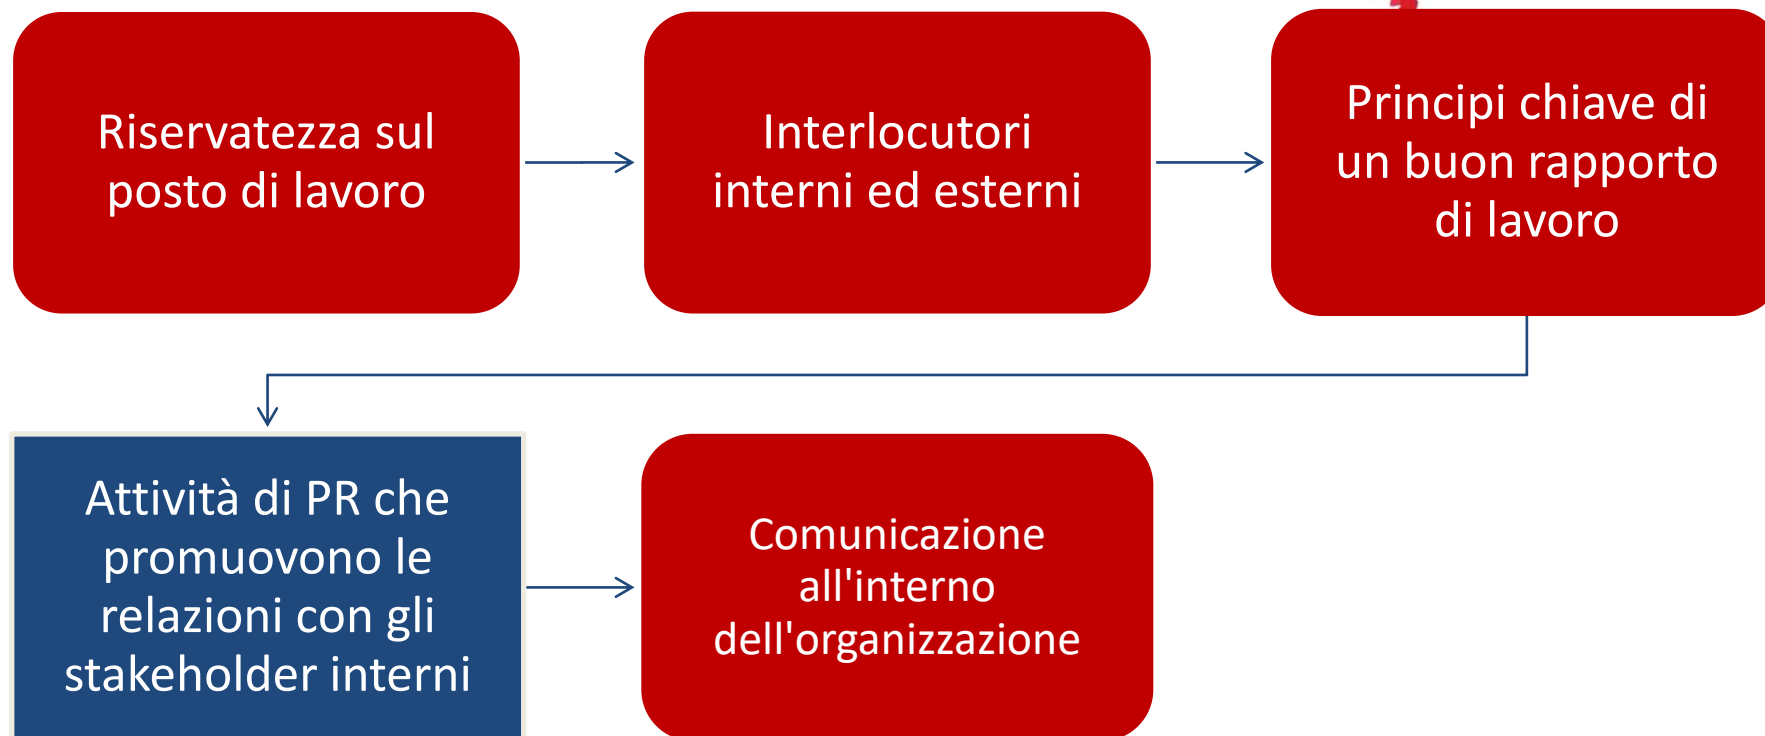 Riservatezza sul
posto di lavoro
Interlocutori
interni ed esterni
Principi chiave di
un buon rapporto
di lavoro
Attività di PR che
promuovono le
relazioni con gli
stakeholder interni
Comunicazione
all'interno
dell'organizzazione